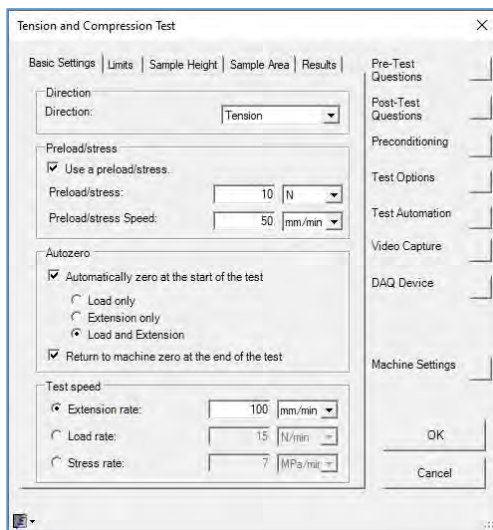 Tension and Compression Test
Basic Settings Limits Sample Height Sample Area Results
Direction
Direction: Tension
Preload/stress
Use a preload/stress.
Preload/stress: 10 N
Preload/stress Speed: 50 mm/min
Autozero
Automatically zero at the start of the test
Load only
Extension only
Load and Extension
Return to machine zero at the end of the test
Test speed
Extension rate: 100 mm/min
Load rate: 15 N/min
Stress rate: 7 MPa/min
Pre-Test
Questions
Post-Test
Questions
Preconditioning
Test Options
Test Automation
Video Capture
DAQ Device
Machine Settings
OK
Cancel